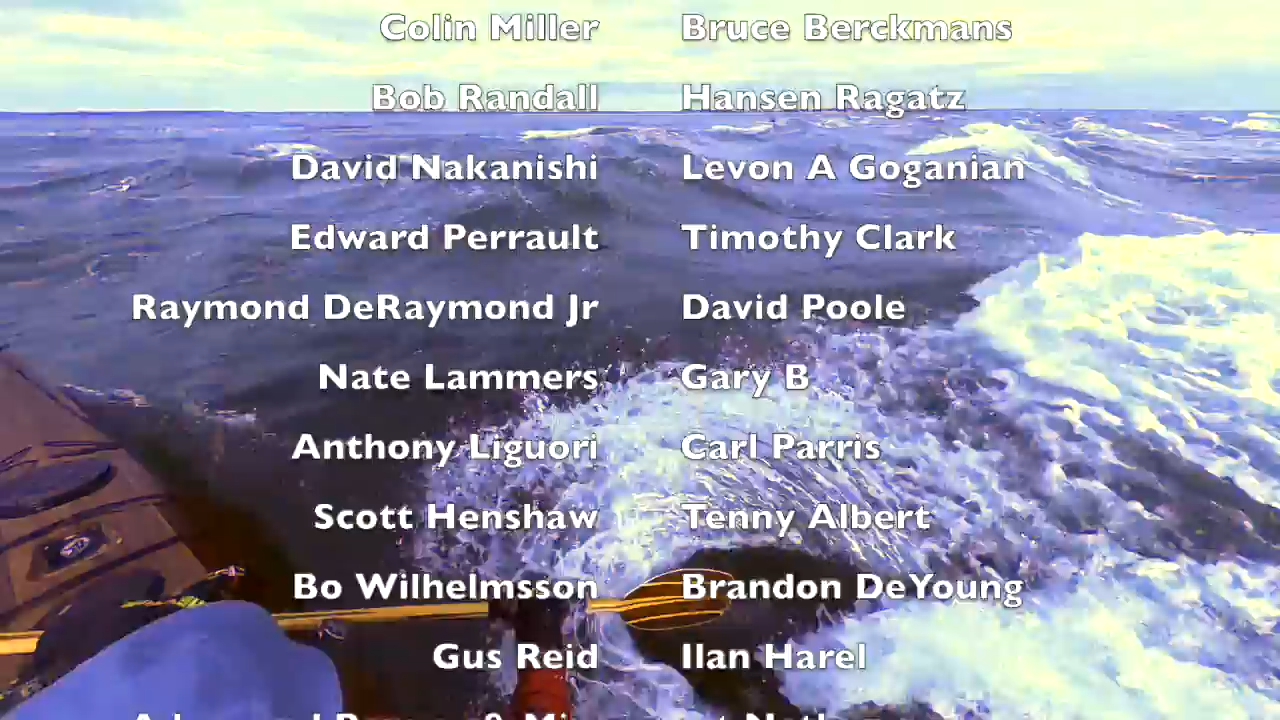 Colin Miller Bruce Berckmans
Bob Randall Hansen Ragatz
David Nakanishi Levon A Goganian
Edward Perrault Timothy Clark
Raymond DeRaymond Jr David Poole
Nate Lammers Gary B
Anthony Liguori Carl Parris
Scott Henshaw Tenny Albert
Bo Wilhelmsson Brandon DeYoung
Gus Reid Ilan Harel